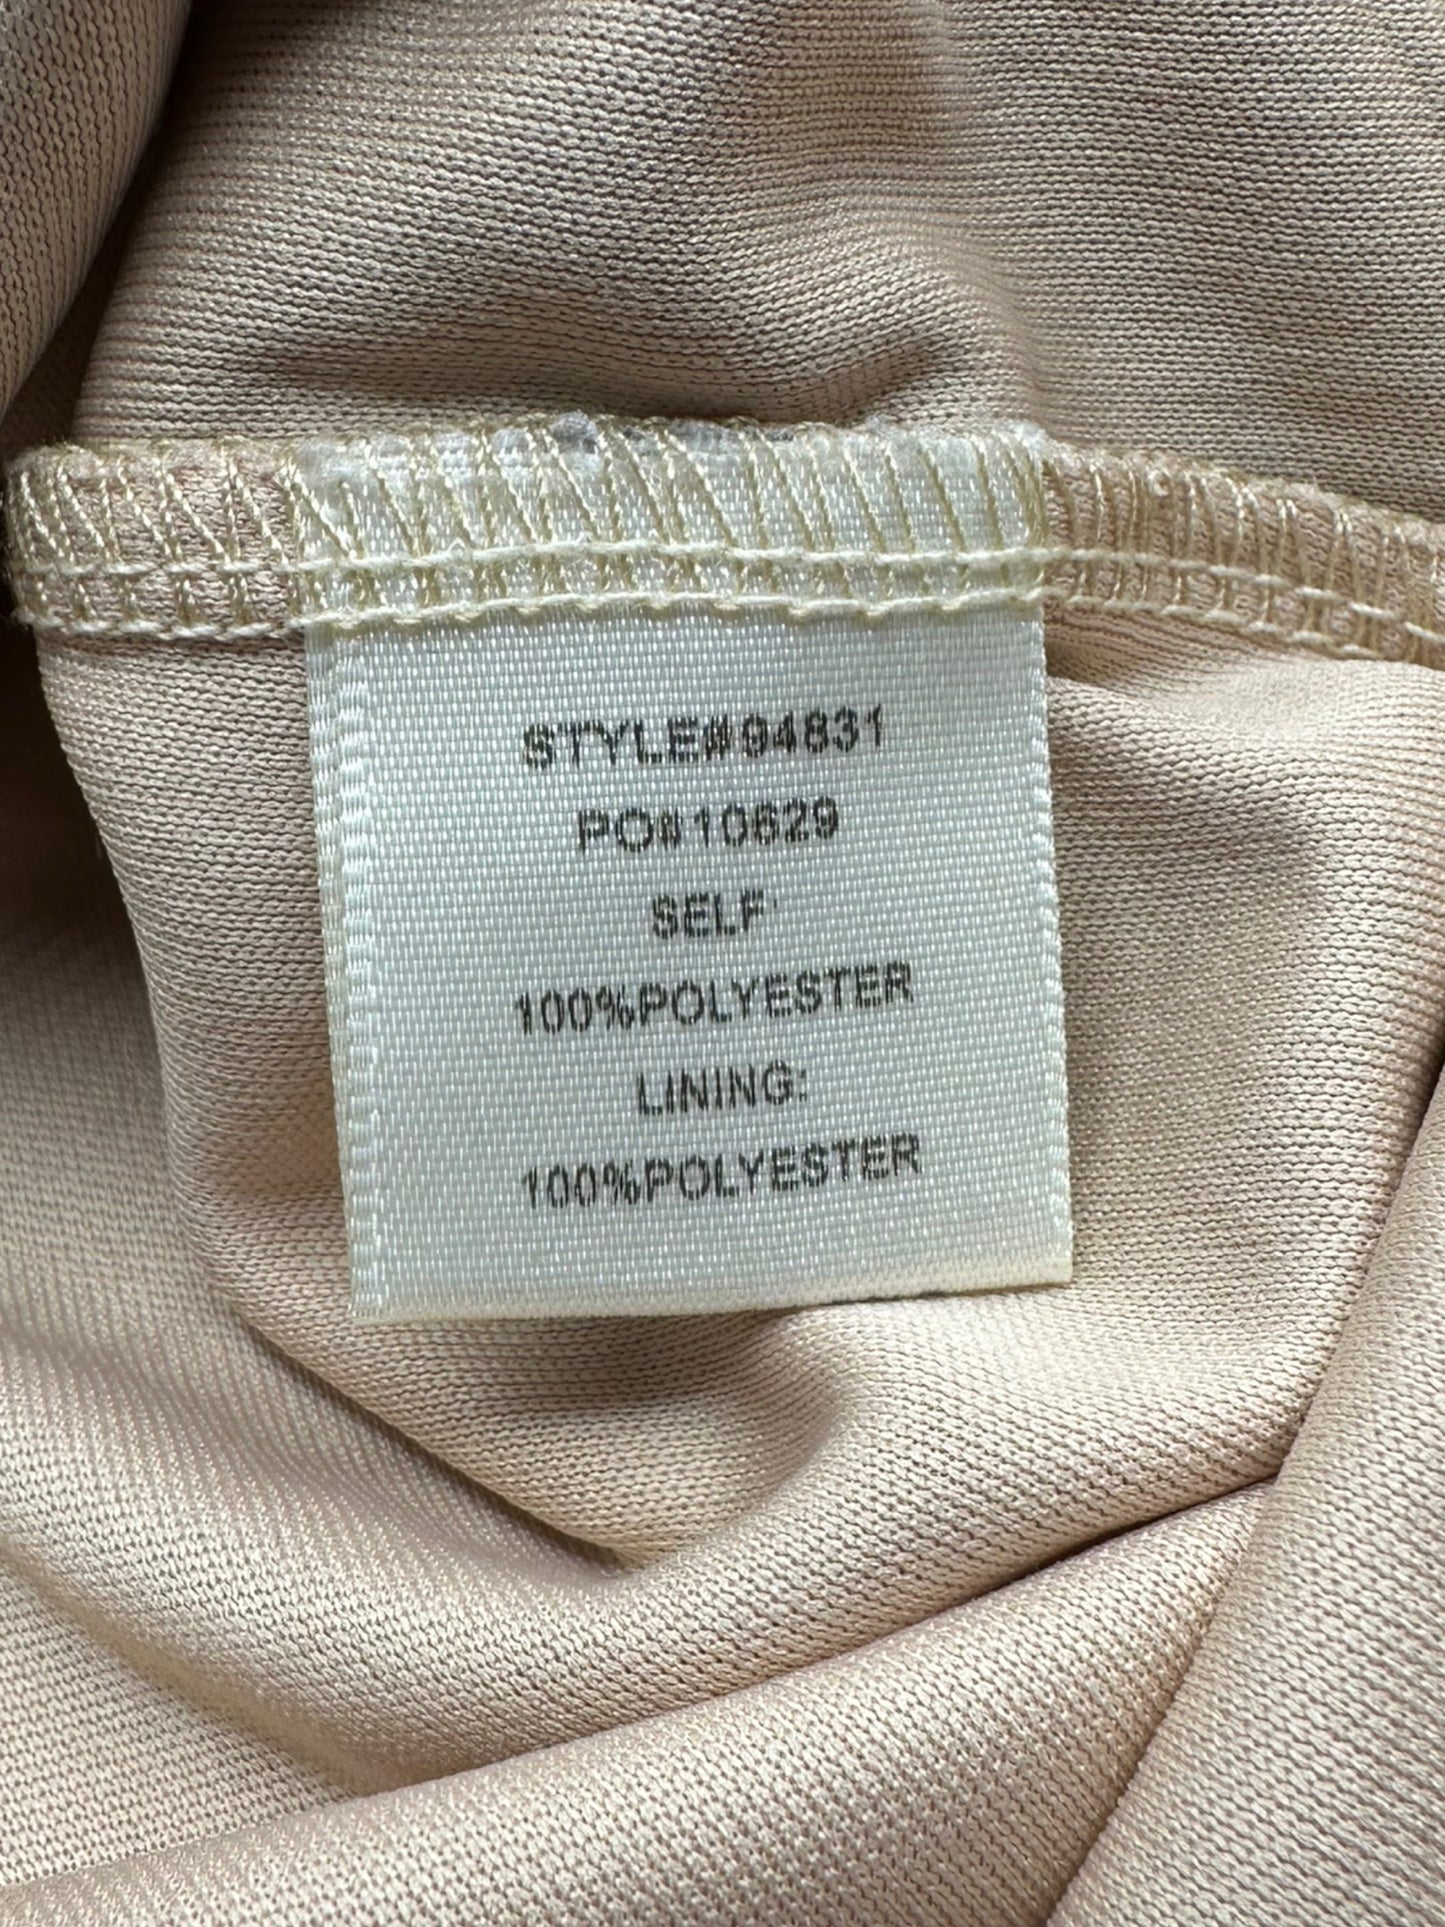 STYLE#94831
PO#10629
SELF:
100%POLYESTER
LINING:
100%POLYESTER